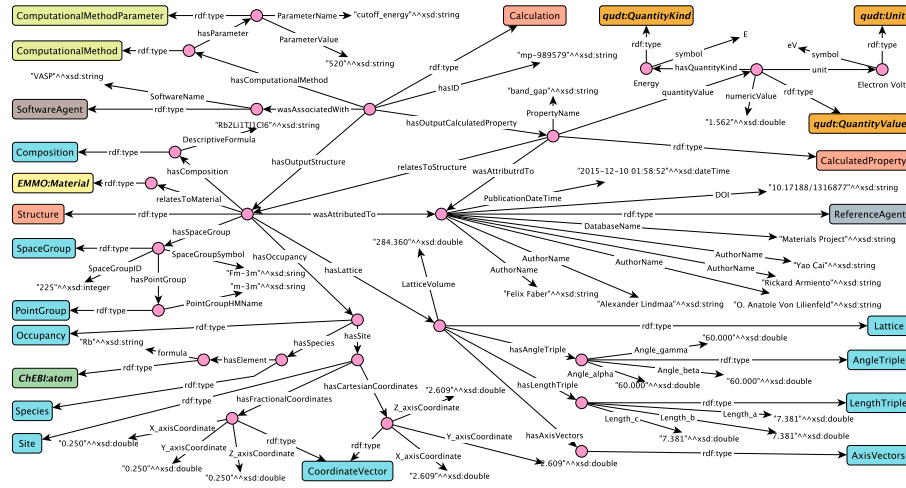 ComputationalMethodParameter
rdf:type
ParameterName
"cutoff_energy"^^xsd:string
Calculation
qudt:QuantityKind
qudt:Unit
hasParameter
ParameterValue
E
symbol
rdf:type
eV
symbol
rdf:type
ComputationalMethod
rdf:type
"520"^^xsd:string
"mp-989579"^^xsd:string
hasQuantityKind
unit
Energy
Electron Volt
rdf:type
hasComputationalMethod
hasID
"VASP"^^xsd:string
"band_gap"^^xsd:string
quantityValue
numericValue
rdf:type
SoftwareName
PropertyName
SoftwareAgent
rdf:type
wasAssociatedWith
"1.562"^^xsd:double
qudt:QuantityValue
"Rb2Li1Tl1Cl6"^^xsd:string
hasOutputCalculatedProperty
DescriptiveFormula
Composition
rdf:type
rdf:type
CalculatedProperty
hasOutputStructure
relatesToStructure
hasComposition
wasAttributrdTo
"2015-12-10 01:58:52"^^xsd:dateTime
EMMO:Material
rdf:type
"10.17188/1316877"^^xsd:string
DOI
relatesToMaterial
PublicationDateTime
Structure
rdf:type
wasAttributedTo
rdf:type
ReferenceAgent
DatabaseName
hasSpaceGroup
"284.360"^^xsd:double
"Materials Project"^^xsd:string
SpaceGroup
rdf:type
SpaceGroupSymbol
hasOccupancy
AuthorName
AuthorName
"Yao Cai"^^xsd:string
SpaceGroupID
"Fm-3m"^^xsd:string
hasLattice
AuthorName
AuthorName
AuthorName
"Rickard Armiento"^^xsd:string
hasPointGroup
"225"^^xsd:integer
"m-3m"^^xsd:string
LatticeVolume
"Felix Faber"^^xsd:string
"Alexander Lindmaa"^^xsd:string
"O. Anatole Von Lilienfeld"^^xsd:string
PointGroupHMName
PointGroup
rdf:type
Occupancy
rdf:type
rdf:type
Lattice
"Rb"^^xsd:string
hasSite
hasSpecies
"60.000"^^xsd:double
Angle_gamma
hasAngleTriple
formula
hasElement
rdf:type
AngleTriple
ChEBI:atom
rdf:type
Angle_alpha
Angle_beta
"60.000"^^xsd:double
"60.000"^^xsd:double
hasCartesianCoordinates
hasLengthTriple
"2.609"^^xsd:double
hasFractionalCoordinates
rdf:type
rdf:type
LengthTriple
Species
rdf:type
Z_axisCoordinate
Length_c
Length_b
Length_a
"7.381"^^xsd:double
X_axisCoordinate
"7.381"^^xsd:double
7.381"^^xsd:double
Site
"0.250"^^xsd:double
rdf:type
Y_axisCoordinate
hasAxisVectors
Y_axisCoordinate
Z_axisCoordinate
rdf:type
X_axisCoordinate
rdf:type
AxisVectors
"0.250"^^xsd:double
CoordinateVector
2.609"^^xsd:double
"0.250"^^xsd:double
"2.609"^^xsd:double